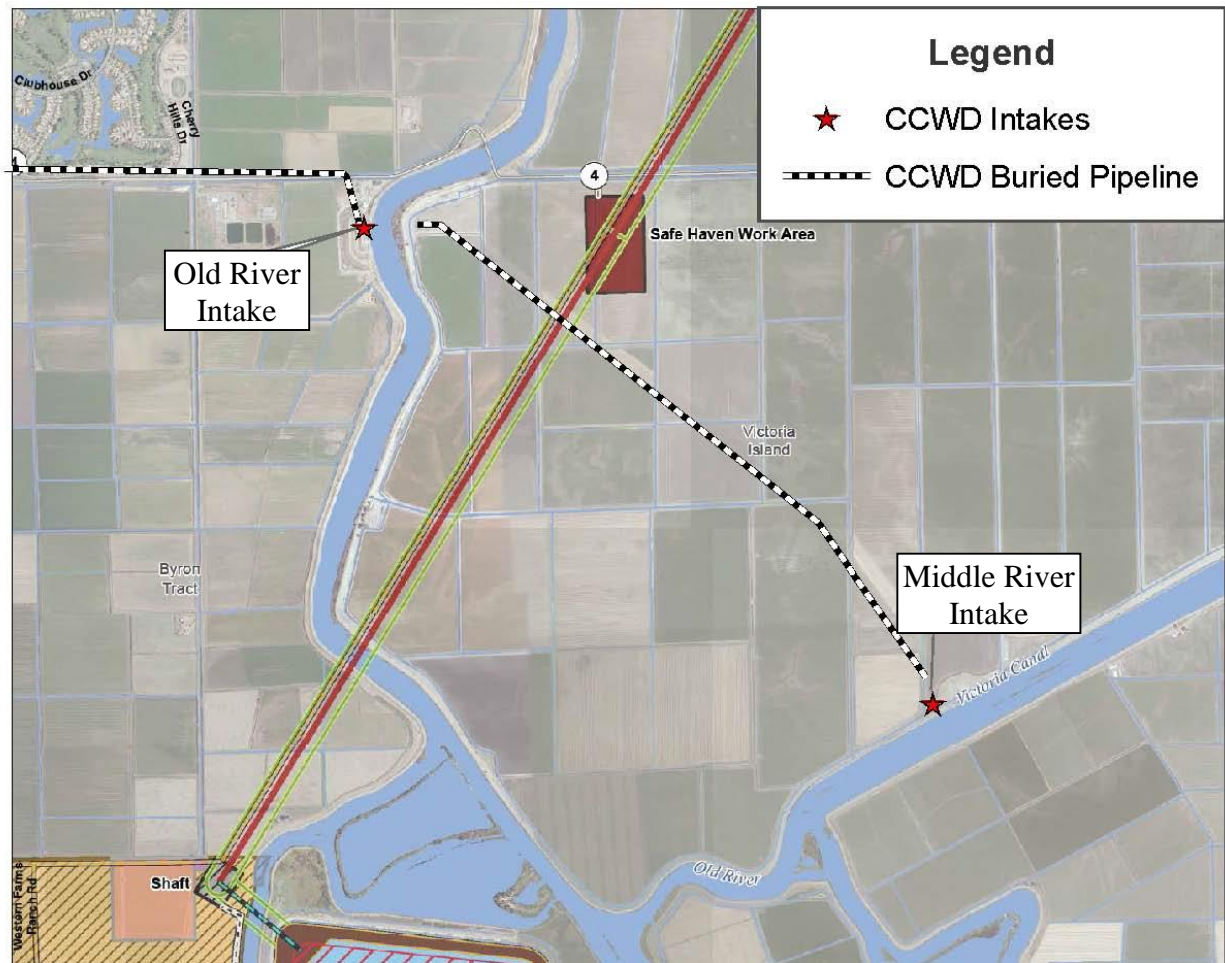 Legend
CCWD Intakes
CCWD Buried Pipeline
Clubhouse Dr
Cherry
Hills Dr
4
4
Safe Haven Work Area
Old River
Intake
Victoria
Island
Byron
Tract
Middle River
Intake
Victoria Canal
Old River
Shaft
Western Farms
Ranch Rd